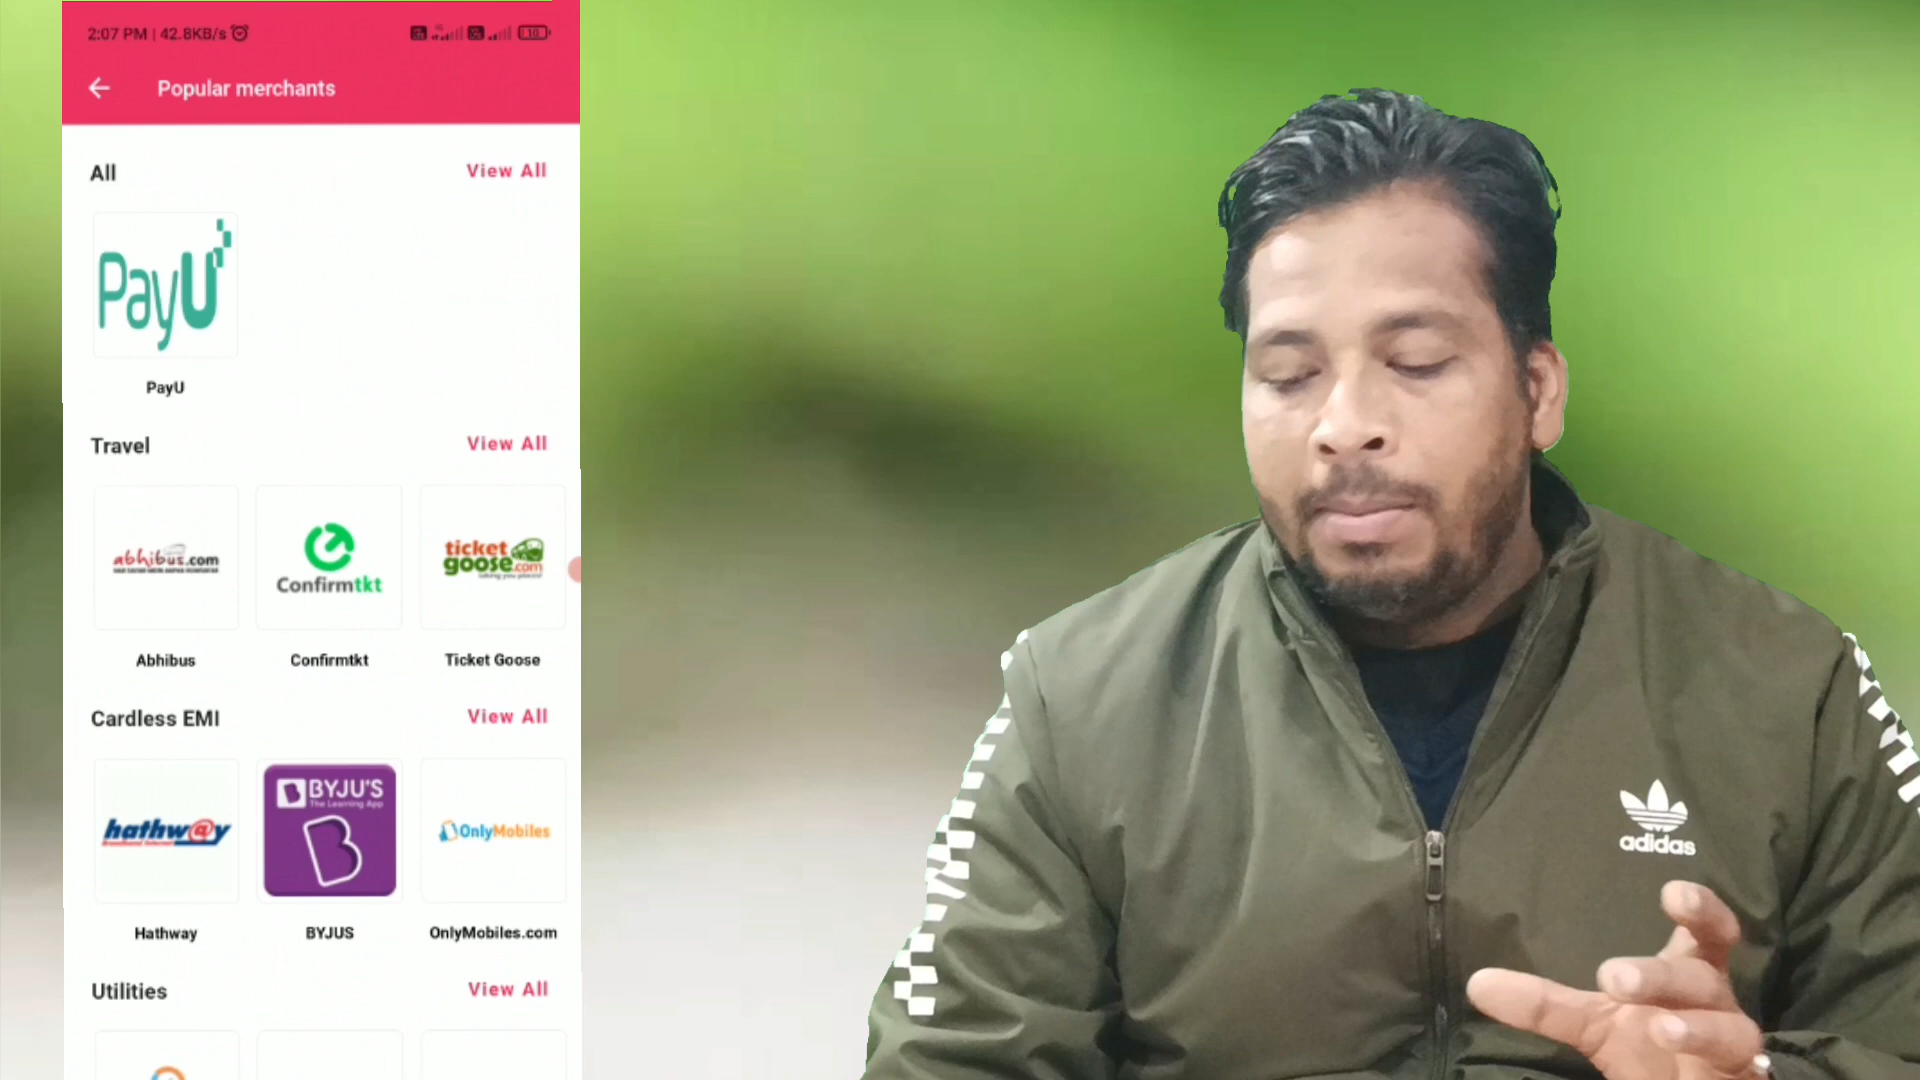 2:07 PM | 42.8KB/s
10
Popular merchants
All
View All
PayU
PayU
Travel
View All
abhibus.com
Confirmtkt
ticket
goose.com
Abhibus
Confirmtkt
Ticket Goose
Cardless EMI
View All
hathw@y
BYJU'S
The Learning App
OnlyMobiles
Hathway
BYJUS
OnlyMobiles.com
Utilities
View All
adidas